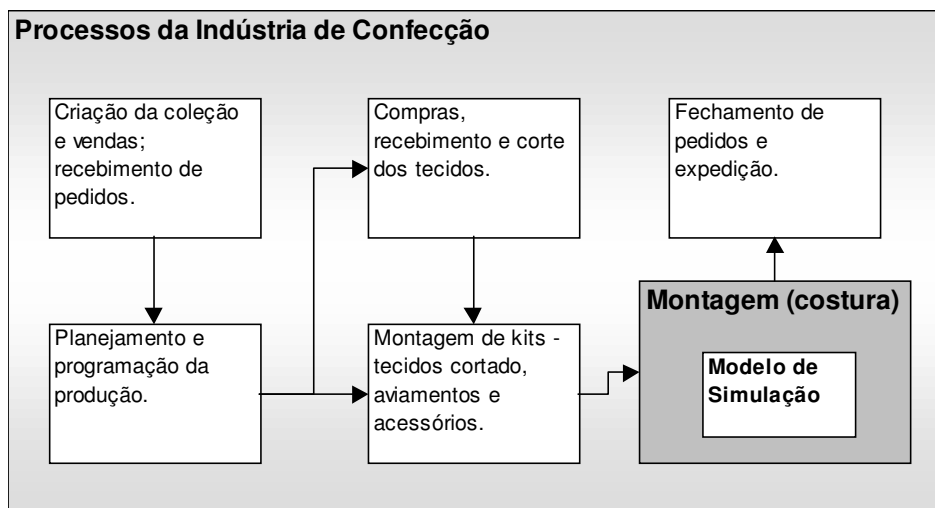 Processos da Indústria de Confecção
Criação da coleção
e vendas;
recebimento de
pedidos.
Compras,
recebimento e corte
dos tecidos.
Fechamento de
pedidos e
expedição.
Planejamento e
programação da
produção.
Montagem de kits -
tecidos cortado,
aviamentos e
acessórios.
Montagem (costura)
Modelo de
Simulação